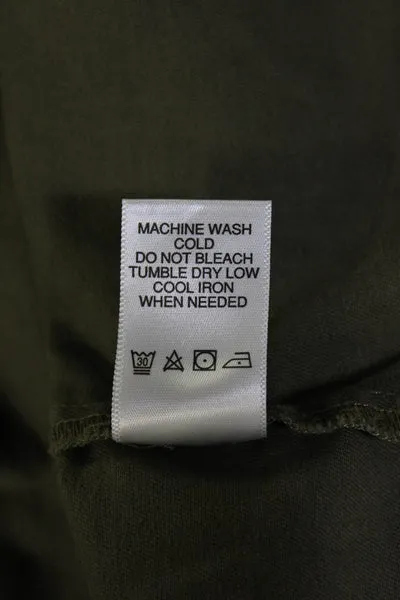 MACHINE WASH
COLD
DO NOT BLEACH
TUMBLE DRY LOW
COOL IRON
WHEN NEEDED
30